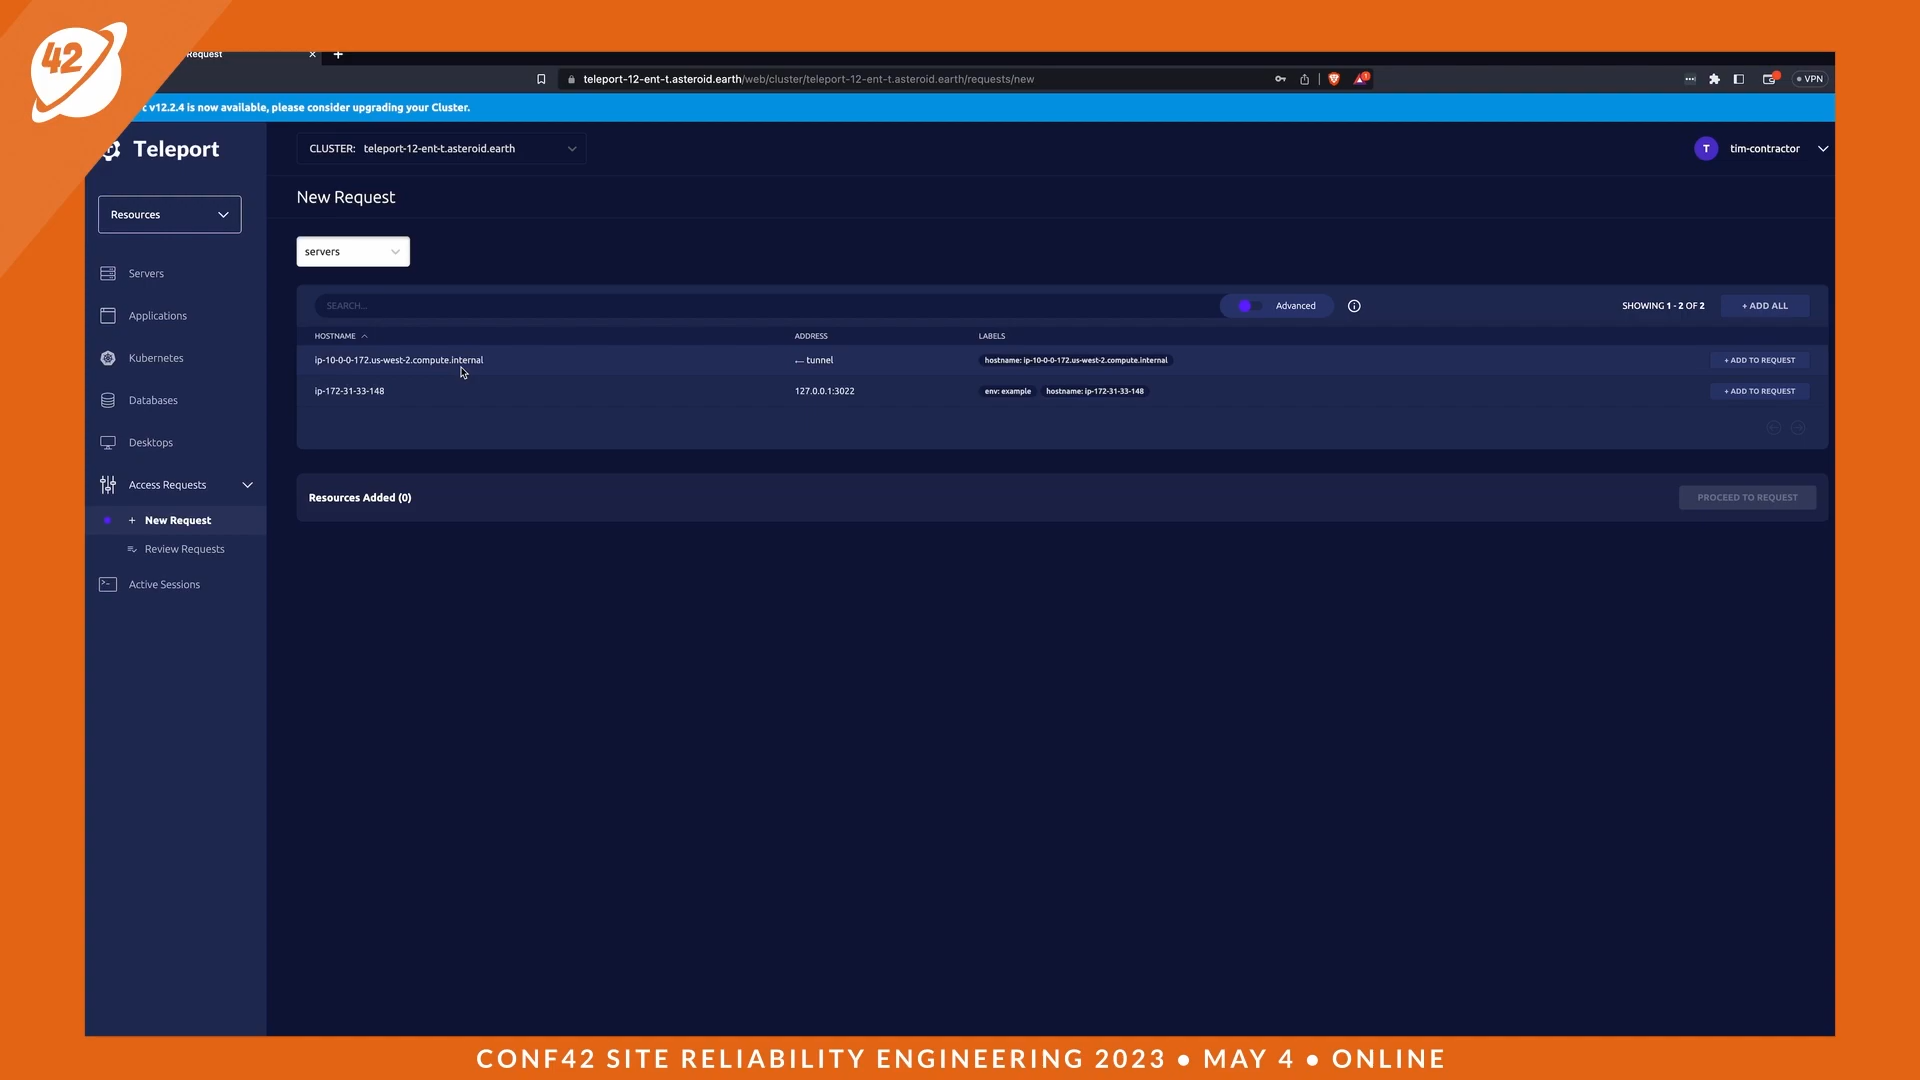 42
Request
teleport-12-ent-t.asteroid.earth/web/cluster/teleport-12-ent-t.asteroid.earth/requests/new
1
VPN
t v12.2.4 is now available, please consider upgrading your Cluster.
Teleport
CLUSTER: teleport-12-ent-t.asteroid.earth
T tim-contractor
Resources
New Request
servers
Servers
Applications
Kubernetes
Databases
Desktops
Access Requests
New Request
Review Requests
Active Sessions
SEARCH...
Advanced
SHOWING 1 - 2 OF 2
+ ADD ALL
HOSTNAME ADDRESS LABELS
ip-10-0-0-172.us-west-2.compute.internal ← tunnel hostname: ip-10-0-0-172.us-west-2.compute.internal + ADD TO REQUEST
ip-172-31-33-148 127.0.0.1:3022 env: example hostname: ip-172-31-33-148 + ADD TO REQUEST
Resources Added (0)
PROCEED TO REQUEST
CONF42 SITE RELIABILITY ENGINEERING 2023 • MAY 4 • ONLINE